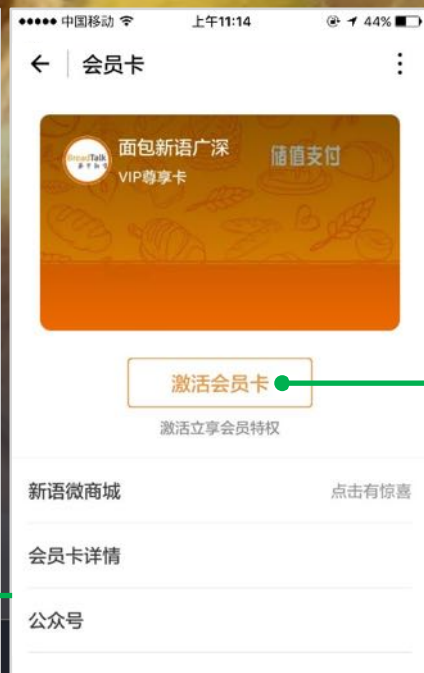 中国移动 上午11:14 44%
会员卡
BreadTalk
面包新语广深 储值支付
VIP尊享卡
激活会员卡
激活立享会员特权
新语微商城 点击有惊喜
会员卡详情
公众号